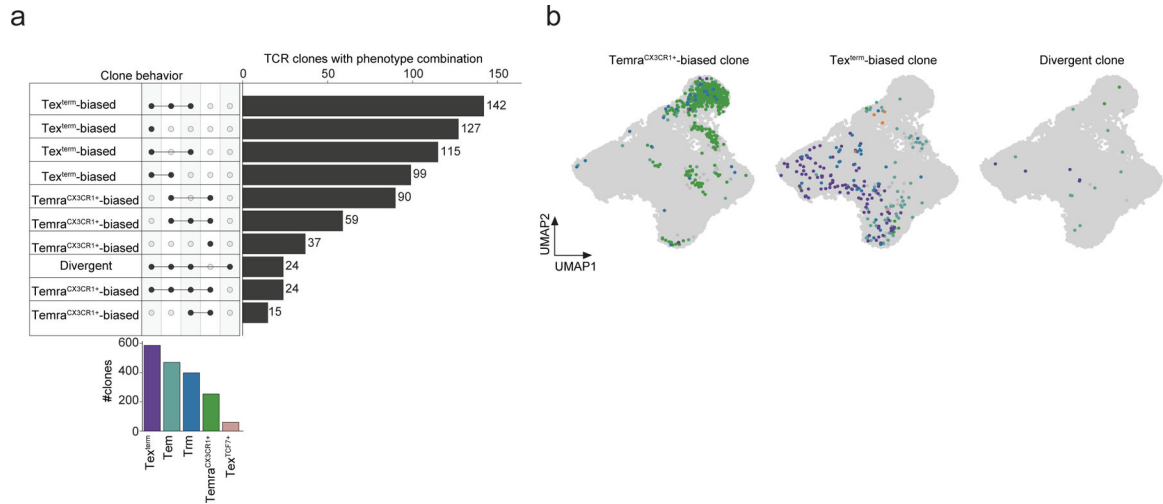 a
TCR clones with phenotype combination
Clone behavior
0 50 100 150
Tex^term-biased 142
Tex^term-biased 127
Tex^term-biased 115
Tex^term-biased 99
Temra^CX3CR1+-biased 90
Temra^CX3CR1+-biased 59
Temra^CX3CR1+-biased 37
Divergent 24
Temra^CX3CR1+-biased 24
Temra^CX3CR1+-biased 15
#clones
600
400
200
0
Tex^term
Tem
Trm
Temra^CX3CR1+
Tex^TCF7+
b
Temra^CX3CR1+-biased clone
Tex^term-biased clone
Divergent clone
UMAP2
UMAP1